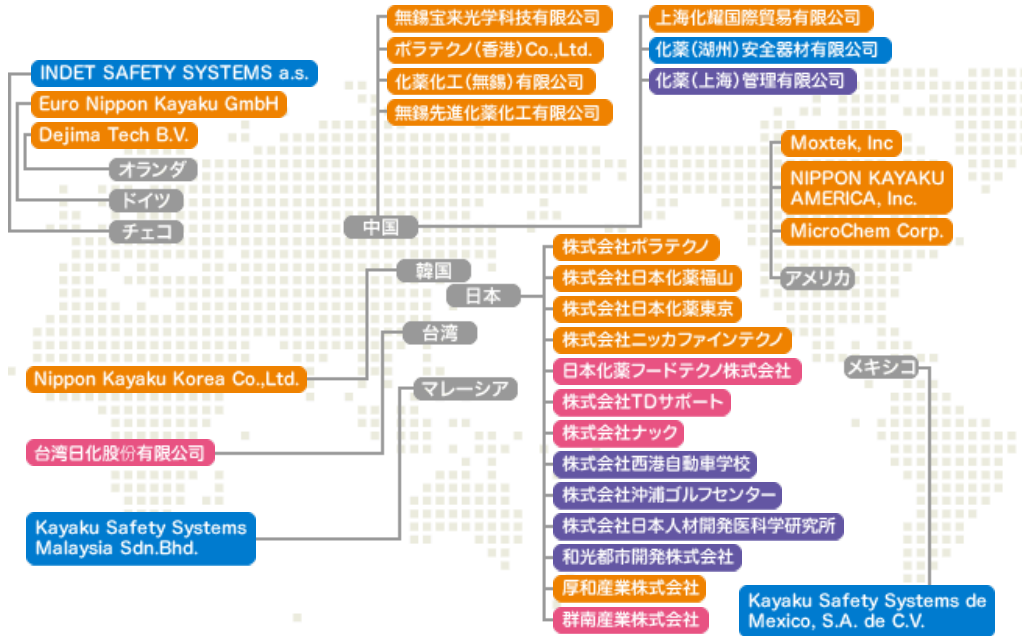 無錫宝来光学科技有限公司
ポラテクノ（香港）Co.,Ltd.
化薬化工（無錫）有限公司
無錫先進化薬化工有限公司
上海化耀国際貿易有限公司
化薬（湖州）安全器材有限公司
化薬（上海）管理有限公司
INDET SAFETY SYSTEMS a.s.
Euro Nippon Kayaku GmbH
Dejima Tech B.V.
オランダ
ドイツ
チェコ
中国
Moxtek, Inc
NIPPON KAYAKU
AMERICA, Inc.
MicroChem Corp.
アメリカ
韓国
日本
台湾
マレーシア
Nippon Kayaku Korea Co.,Ltd.
台湾日化股份有限公司
Kayaku Safety Systems
Malaysia Sdn.Bhd.
株式会社ポラテクノ
株式会社日本化薬福山
株式会社日本化薬東京
株式会社ニッカファインテクノ
日本化薬フードテクノ株式会社
株式会社TDサポート
株式会社ナック
株式会社西港自動車学校
株式会社沖浦ゴルフセンター
株式会社日本人材開発医科学研究所
和光都市開発株式会社
厚和産業株式会社
群南産業株式会社
メキシコ
Kayaku Safety Systems de
Mexico, S.A. de C.V.